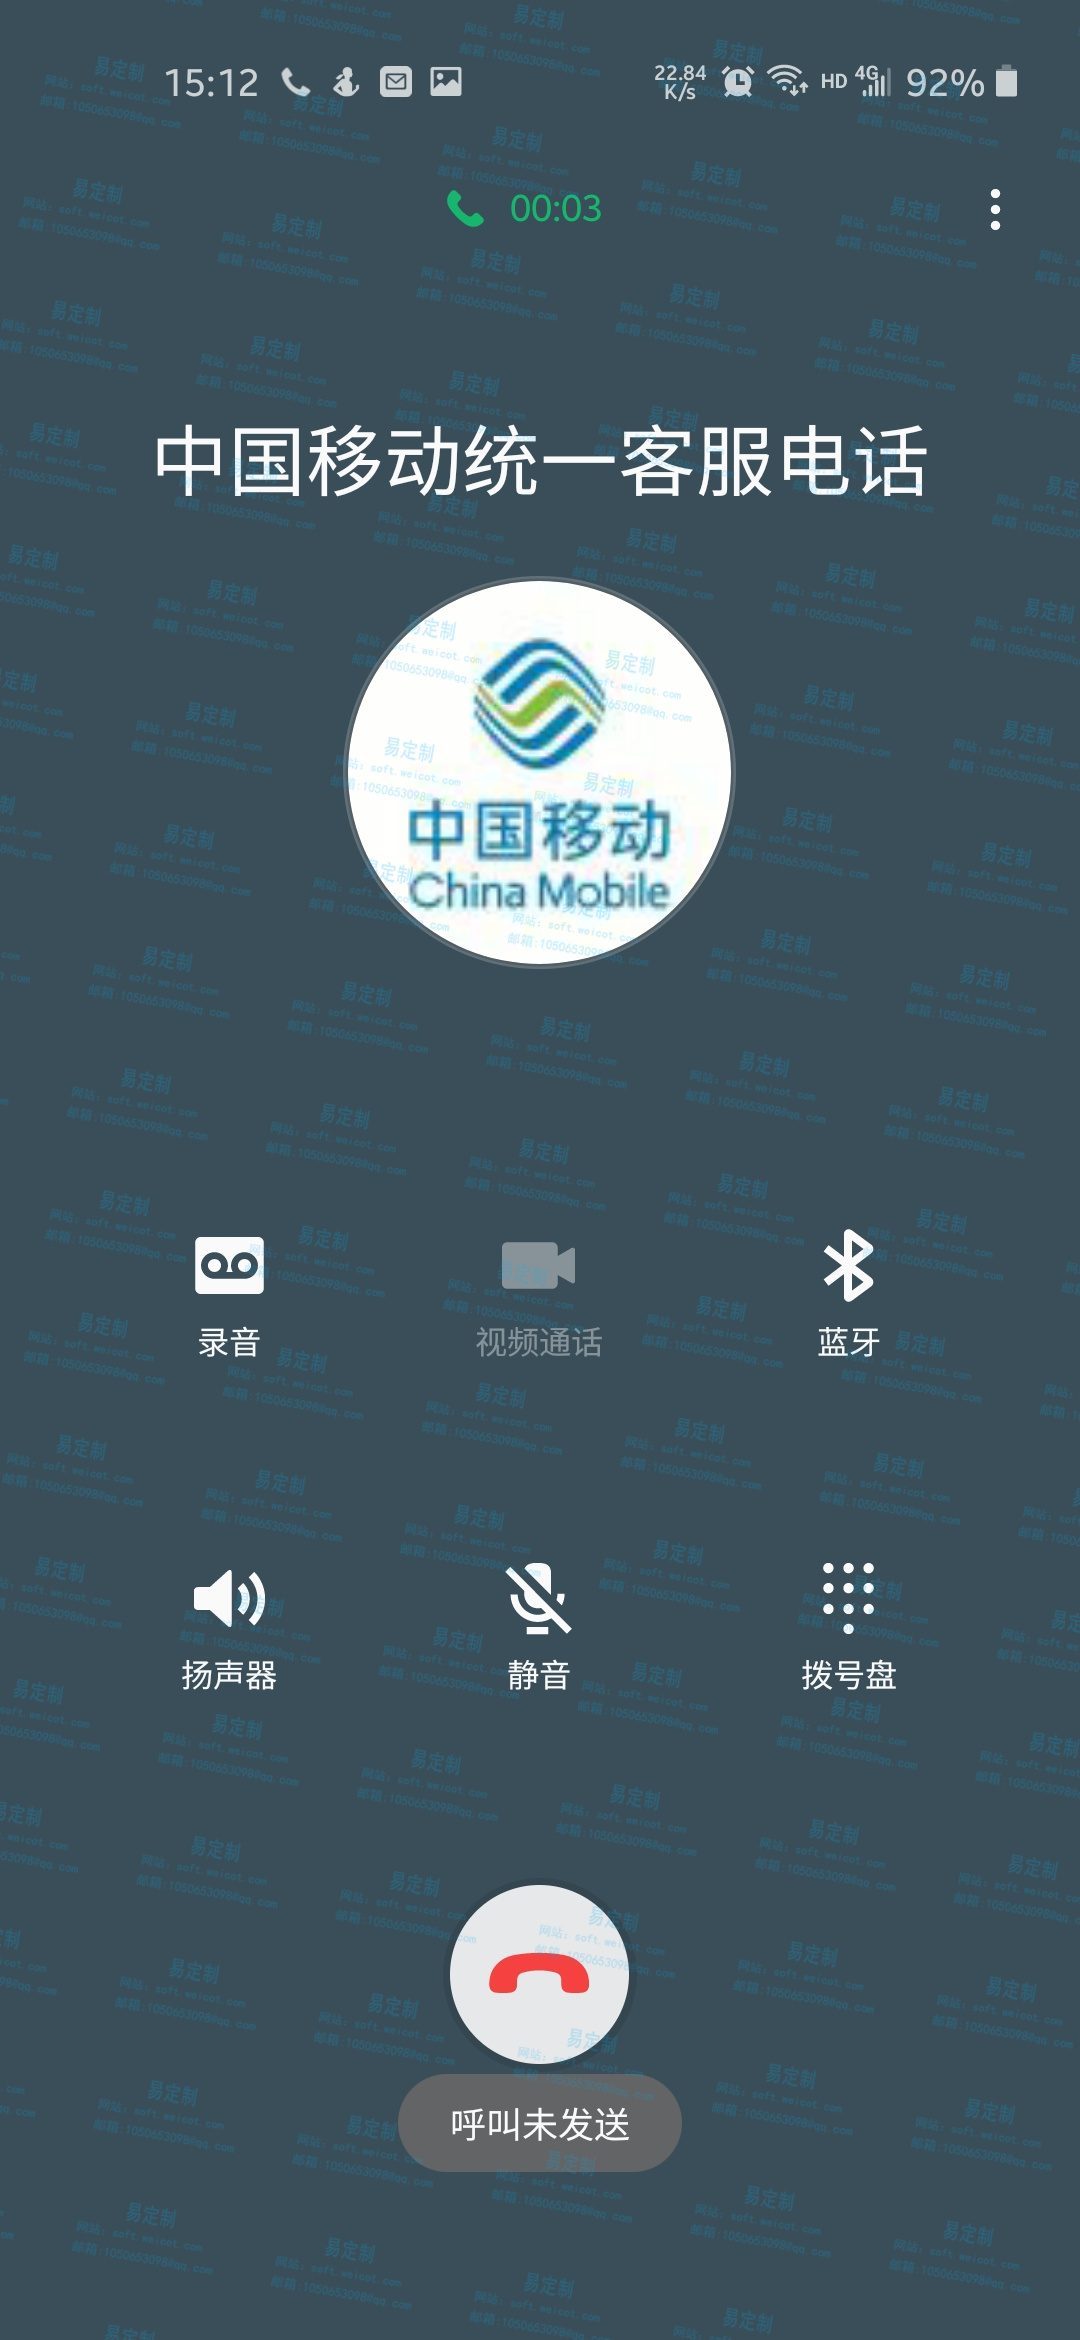 15:12
22.84 K/s
HD
4G
92%
00:03
中国移动统一客服电话
中国移动
China Mobile
录音
视频通话
蓝牙
扬声器
静音
拨号盘
呼叫未发送
易定制
网站: soft.weicot.com
邮箱:1050653098@qq.com